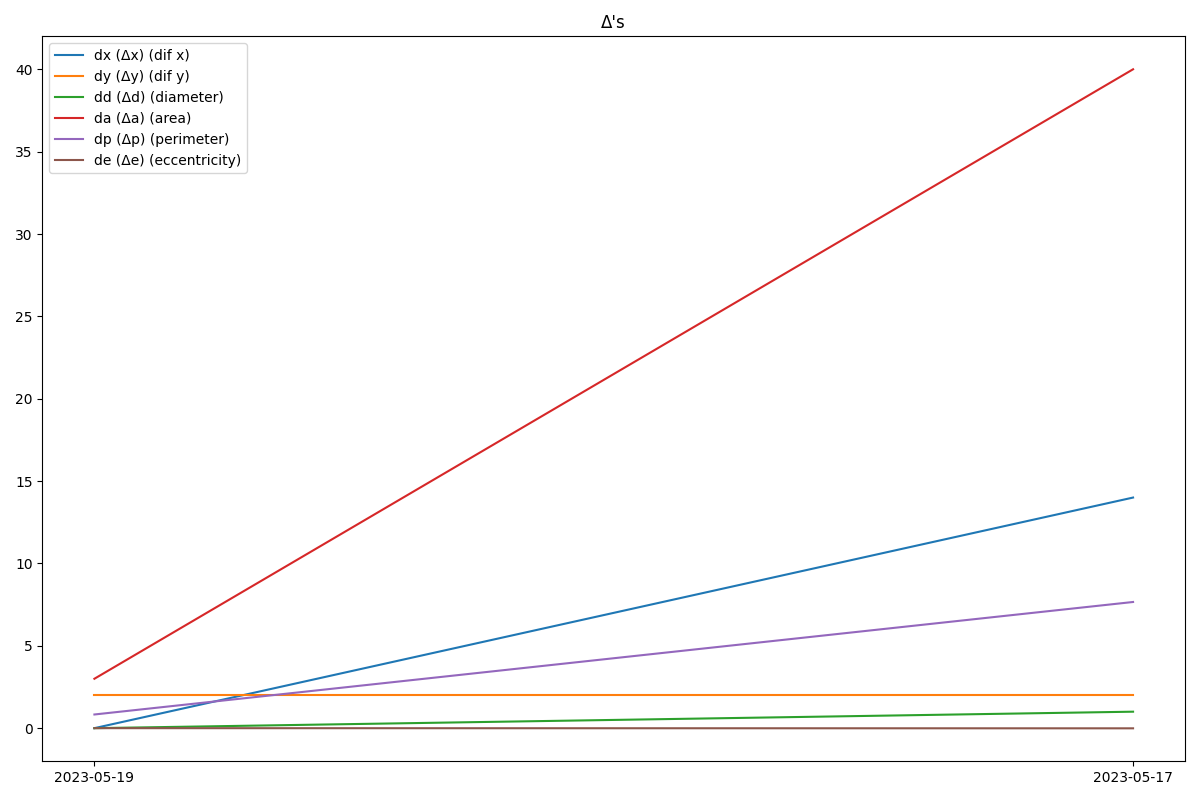 Δ's
dx (Δx) (dif x)
dy (Δy) (dif y)
dd (Δd) (diameter)
da (Δa) (area)
dp (Δp) (perimeter)
de (Δe) (eccentricity)
40
35
30
25
20
15
10
5
0
2023-05-19 2023-05-17